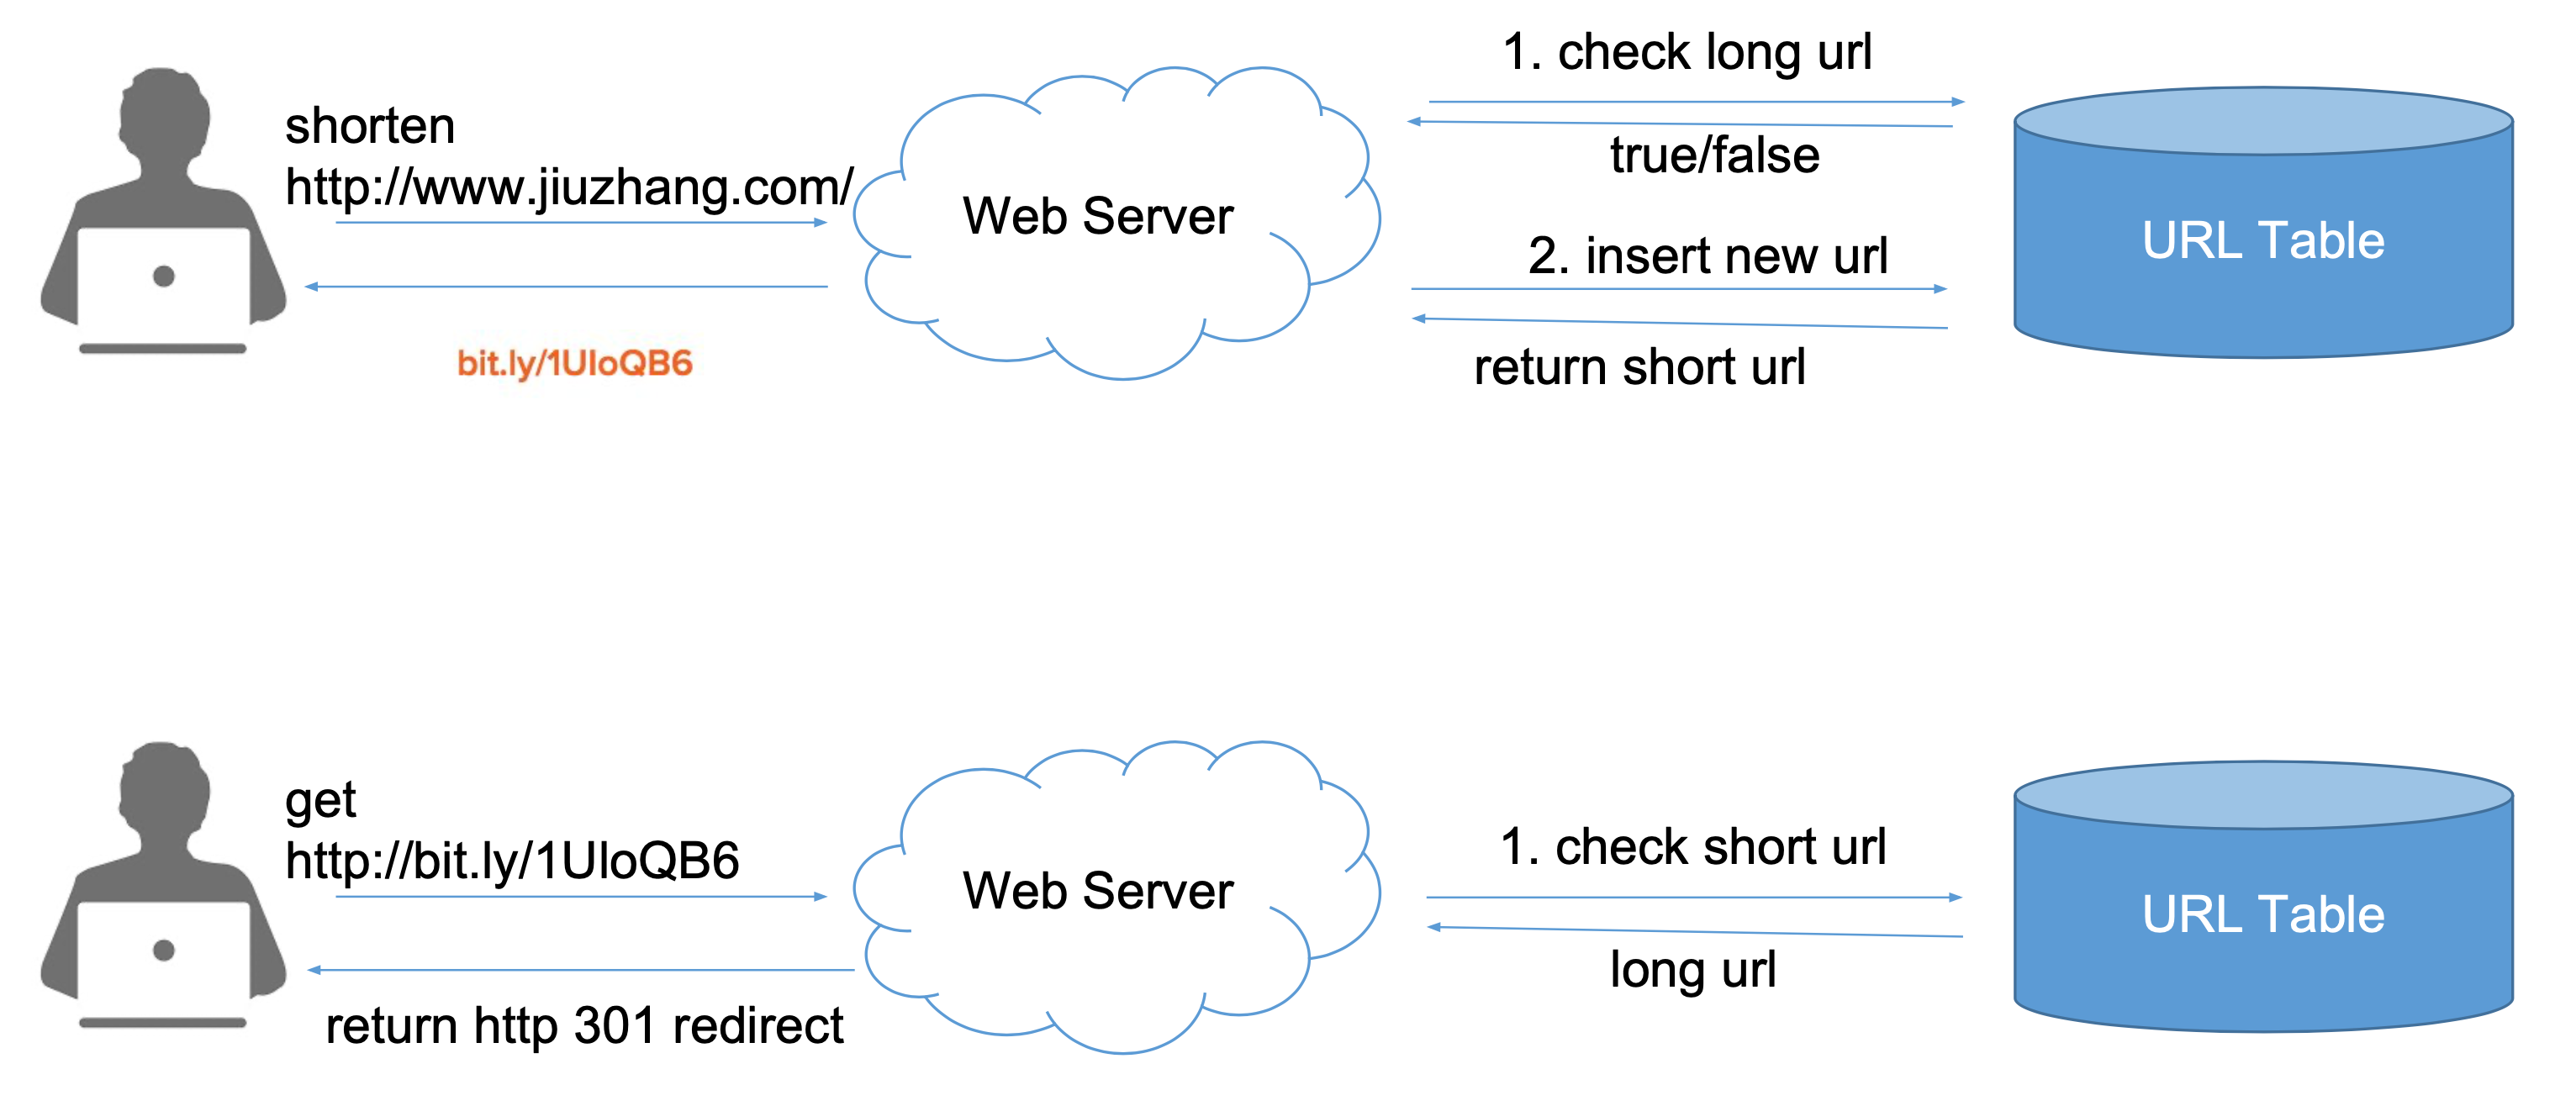 shorten
http://www.jiuzhang.com/
bit.ly/1UIoQB6
Web Server
1. check long url
true/false
2. insert new url
return short url
URL Table
get
http://bit.ly/1UIoQB6
return http 301 redirect
Web Server
1. check short url
long url
URL Table